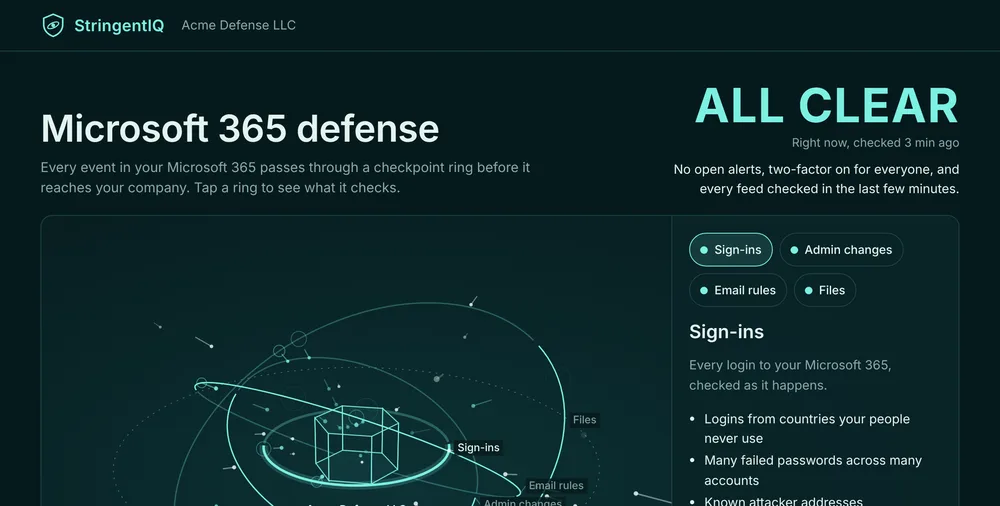 StringentIQ Acme Defense LLC
ALL CLEAR
Microsoft 365 defense
Right now, checked 3 min ago
Every event in your Microsoft 365 passes through a checkpoint ring before it
reaches your company. Tap a ring to see what it checks.
No open alerts, two-factor on for everyone, and
every feed checked in the last few minutes.
Sign-ins
Admin changes
Email rules
Files
Sign-ins
Every login to your Microsoft 365,
checked as it happens.
• Logins from countries your people
never use
• Many failed passwords across many
accounts
• Known attacker addresses
Files
Sign-ins
Email rules
Admin changes